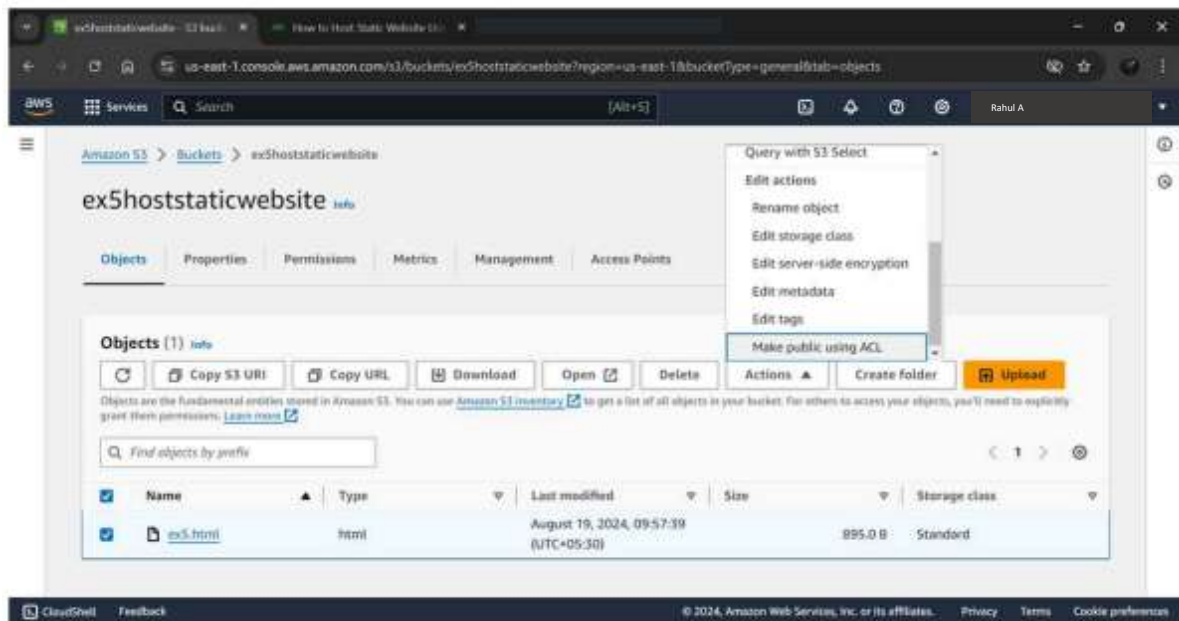 ex5hoststaticwebsite - S3 buc
How to Host Static Website Usi
us-east-1.console.aws.amazon.com/s3/buckets/ex5hoststaticwebsite?region=us-east-1&bucketType=general&tab=objects
aws Services Search [Alt+S] Rahul A
Amazon S3 > Buckets > ex5hoststaticwebsite
ex5hoststaticwebsite Info
Objects Properties Permissions Metrics Management Access Points
Query with S3 Select
Edit actions
Rename object
Edit storage class
Edit server-side encryption
Edit metadata
Edit tags
Make public using ACL
Objects (1) Info
Copy S3 URI Copy URL Download Open Delete Actions Create folder Upload
Objects are the fundamental entities stored in Amazon S3. You can use Amazon S3 inventory to get a list of all objects in your bucket. For others to access your objects, you'll need to explicitly
grant them permissions. Learn more
Find objects by prefix
< 1 >
Name Type Last modified Size Storage class
ex5.html html August 19, 2024, 09:57:39 895.0 B Standard
(UTC+05:30)
CloudShell Feedback © 2024, Amazon Web Services, Inc. or its affiliates. Privacy Terms Cookie preferences